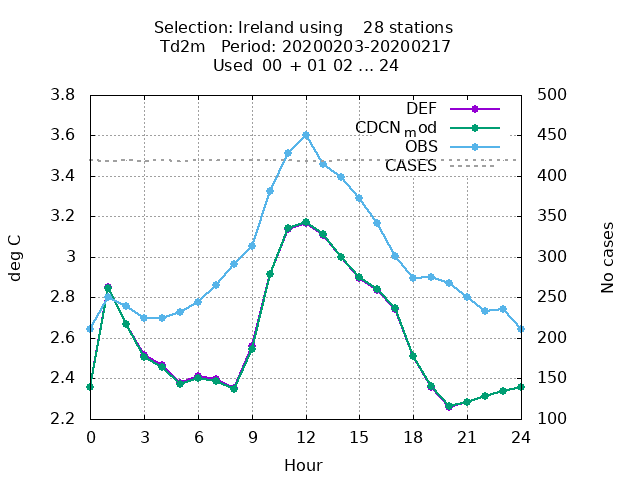 Selection: Ireland using 28 stations
Td2m Period: 20200203-20200217
Used 00 + 01 02 ... 24
3.8
3.6
3.4
3.2
3
2.8
2.6
2.4
2.2
500
450
400
350
300
250
200
150
100
DEF
CDCN_mod
OBS
CASES
deg C
No cases
0 3 6 9 12 15 18 21 24
Hour